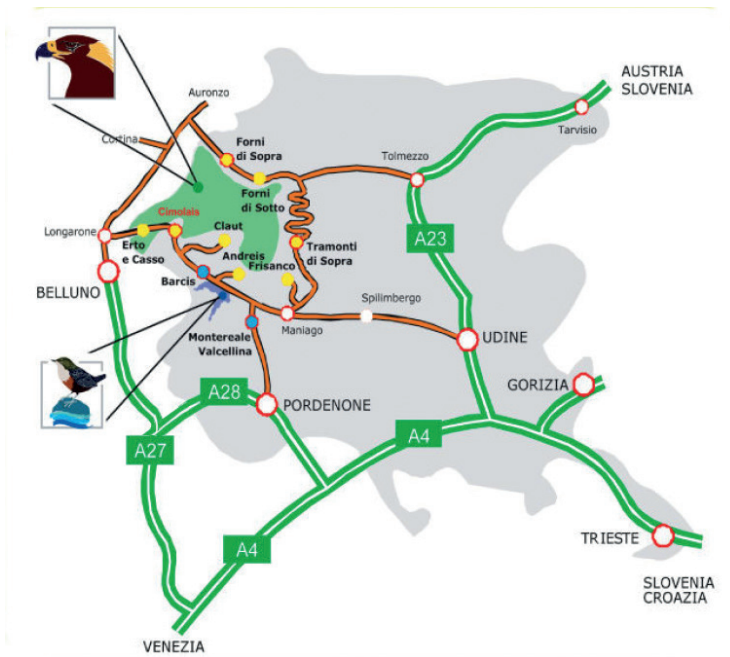 AUSTRIA
SLOVENIA
Auronzo
Tarvisio
Cortina
Forni
di Sopra
Tolmezzo
Forni
di Sotto
Cimolais
Longarone
Claut
Erto
e Casso
Tramonti
di Sopra
A23
Andreis
Frisanco
Barcis
BELLUNO
Spilimbergo
Maniago
Montereale
Valcellina
UDINE
GORIZIA
A28
PORDENONE
A4
A27
TRIESTE
A4
SLOVENIA
CROAZIA
VENEZIA